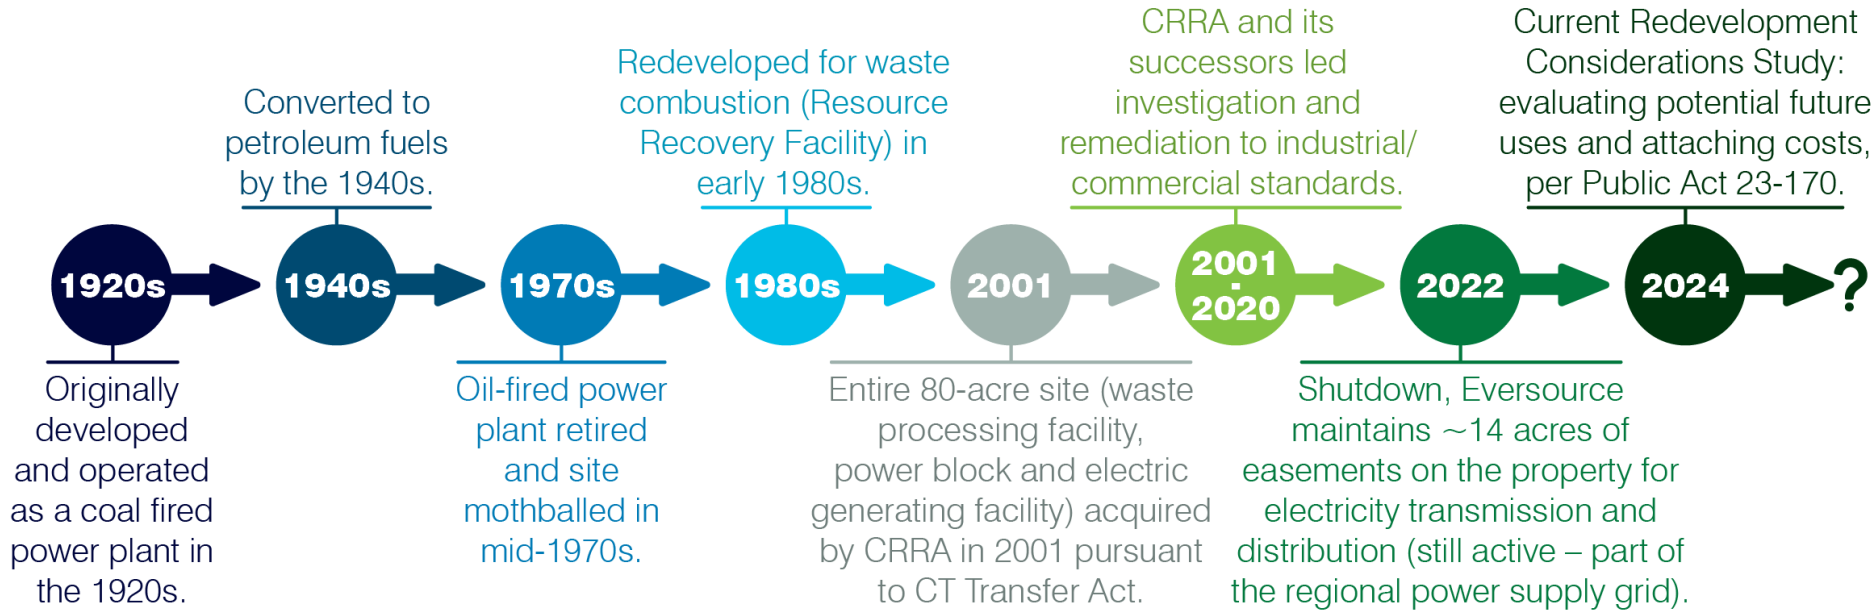 Originally
developed
and operated
as a coal fired
power plant in
the 1920s.
1920s
Converted to
petroleum fuels
by the 1940s.
1940s
1970s
Oil-fired power
plant retired
and site
mothballed in
mid-1970s.
Redeveloped for waste
combustion (Resource
Recovery Facility) in
early 1980s.
1980s
2001
Entire 80-acre site (waste
processing facility,
power block and electric
generating facility) acquired
by CRRA in 2001 pursuant
to CT Transfer Act.
CRRA and its
successors led
investigation and
remediation to industrial/
commercial standards.
2001
-
2020
2022
Shutdown, Eversource
maintains ~14 acres of
easements on the property for
electricity transmission and
distribution (still active – part of
the regional power supply grid).
Current Redevelopment
Considerations Study:
evaluating potential future
uses and attaching costs,
per Public Act 23-170.
2024
?